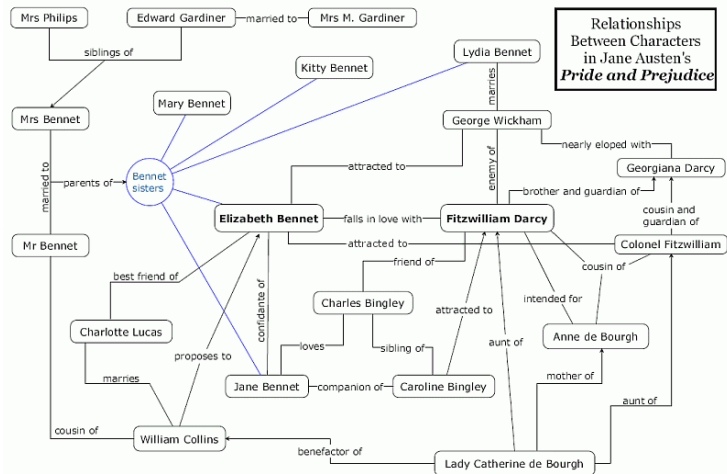 Mrs Philips
Edward Gardiner
married to
Mrs M. Gardiner
Relationships
Between Characters
in Jane Austen's
Pride and Prejudice
siblings of
Lydia Bennet
Kitty Bennet
Mary Bennet
marries
Mrs Bennet
George Wickham
nearly eloped with
married to
parents of
Bennet
sisters
attracted to
enemy of
Georgiana Darcy
brother and guardian of
Elizabeth Bennet
falls in love with
Fitzwilliam Darcy
cousin and
guardian of
Mr Bennet
attracted to
Colonel Fitzwilliam
best friend of
friend of
cousin of
confidante of
Charles Bingley
attracted to
intended for
Charlotte Lucas
proposes to
loves
sibling of
aunt of
Anne de Bourgh
marries
Jane Bennet
companion of
Caroline Bingley
mother of
aunt of
cousin of
William Collins
benefactor of
Lady Catherine de Bourgh